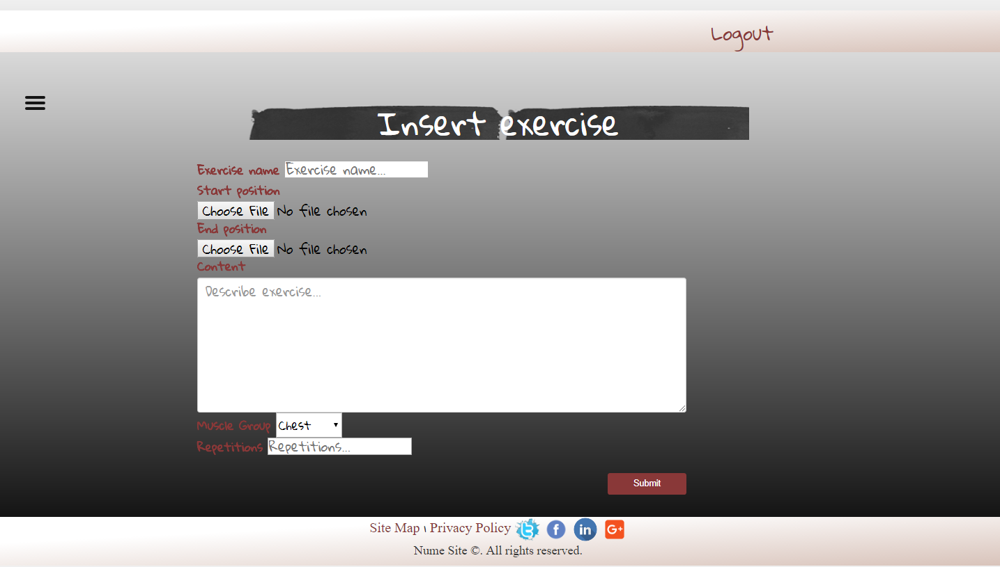 Logout
Insert exercise
Exercise name Exercise name...
Start position
Choose File No file chosen
End position
Choose File No file chosen
Content
Describe exercise...
Muscle Group Chest
Repetitions Repetitions...
Submit
Site Map \ Privacy Policy t f in G+
Nume Site ©. All rights reserved.